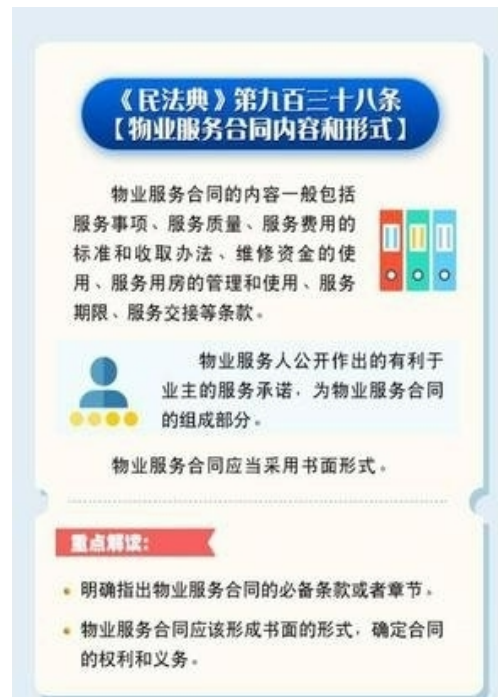 《民法典》第九百三十八条
【物业服务合同内容和形式】
物业服务合同的内容一般包括
服务事项、服务质量、服务费用的
标准和收取办法、维修资金的使
用、服务用房的管理和使用、服务
期限、服务交接等条款。
物业服务人公开作出的有利于
业主的服务承诺，为物业服务合同
的组成部分。
物业服务合同应当采用书面形式。
重点解读：
明确指出物业服务合同的必备条款或者章节。
物业服务合同应该形成书面的形式，确定合同
的权利和义务。